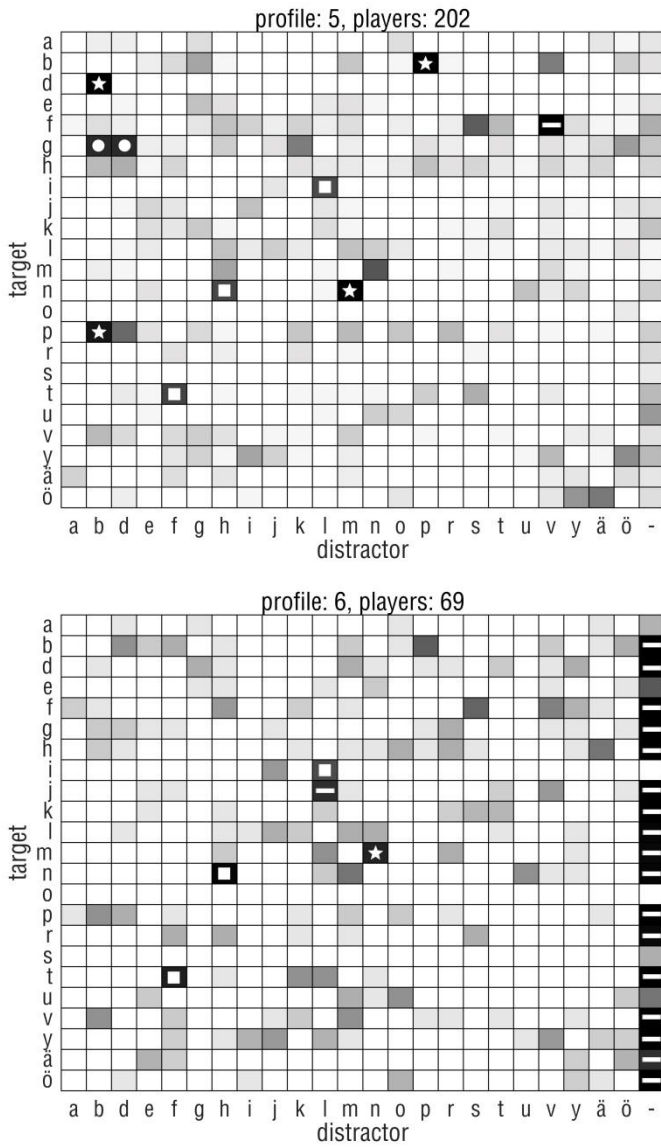 profile: 5, players: 202
a
b
d
e
f
g
h
i
j
k
l
m
n
o
p
r
s
t
u
v
y
ä
ö
target
a b d e f g h i j k l m n o p r s t u v y ä ö -
distractor
profile: 6, players: 69
a
b
d
e
f
g
h
i
j
k
l
m
n
o
p
r
s
t
u
v
y
ä
ö
target
a b d e f g h i j k l m n o p r s t u v y ä ö -
distractor